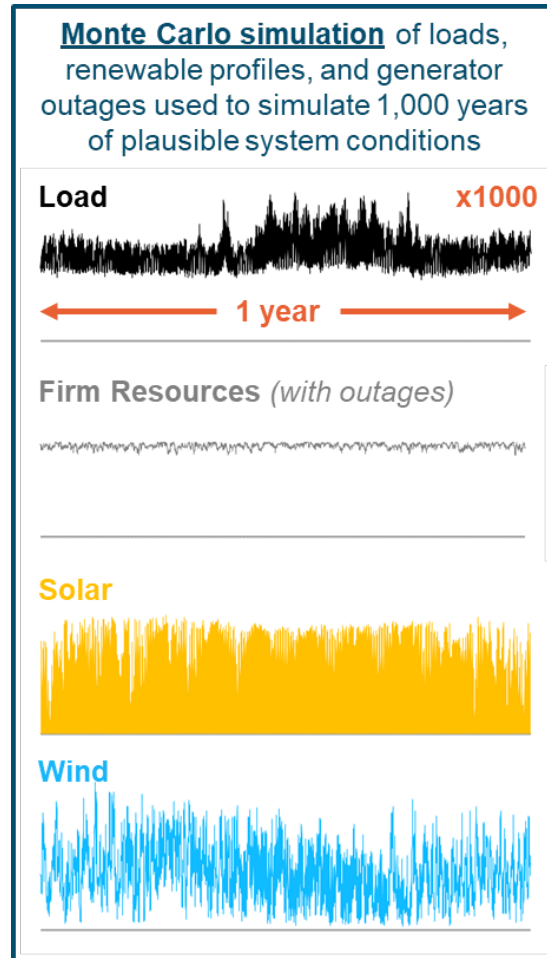 Monte Carlo simulation of loads,
renewable profiles, and generator
outages used to simulate 1,000 years
of plausible system conditions
Load x1000
1 year
Firm Resources (with outages)
Solar
Wind